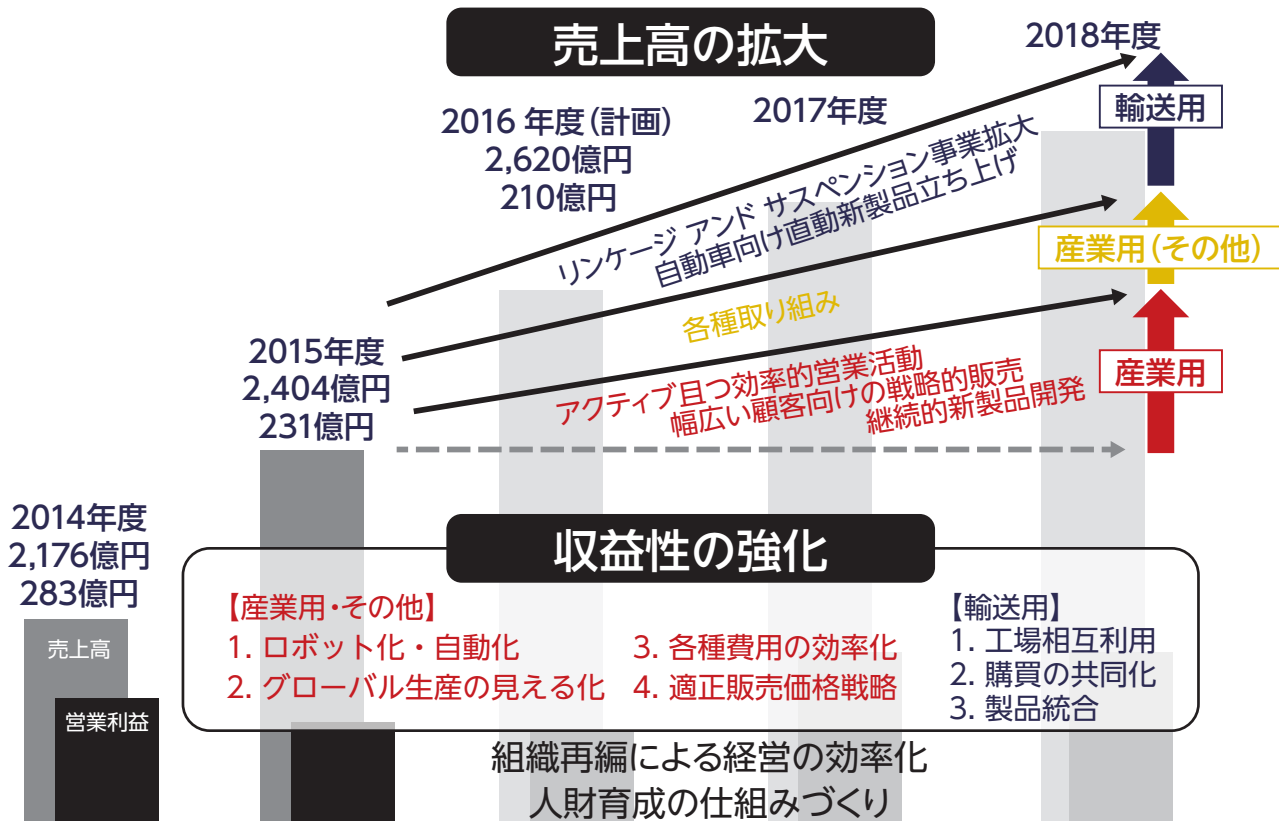 売上高の拡大
2018年度
輸送用
2016 年度（計画）
2,620億円
210億円
2017年度
リンケージ アンド サスペンション事業拡大
自動車向け直動新製品立ち上げ
産業用（その他）
各種取り組み
2015年度
2,404億円
231億円
アクティブ且つ効率的営業活動
幅広い顧客向けの戦略的販売
継続的新製品開発
産業用
2014年度
2,176億円
283億円
売上高
営業利益
収益性の強化
【産業用・その他】
1. ロボット化・自動化
2. グローバル生産の見える化
3. 各種費用の効率化
4. 適正販売価格戦略
【輸送用】
1. 工場相互利用
2. 購買の共同化
3. 製品統合
組織再編による経営の効率化
人財育成の仕組みづくり